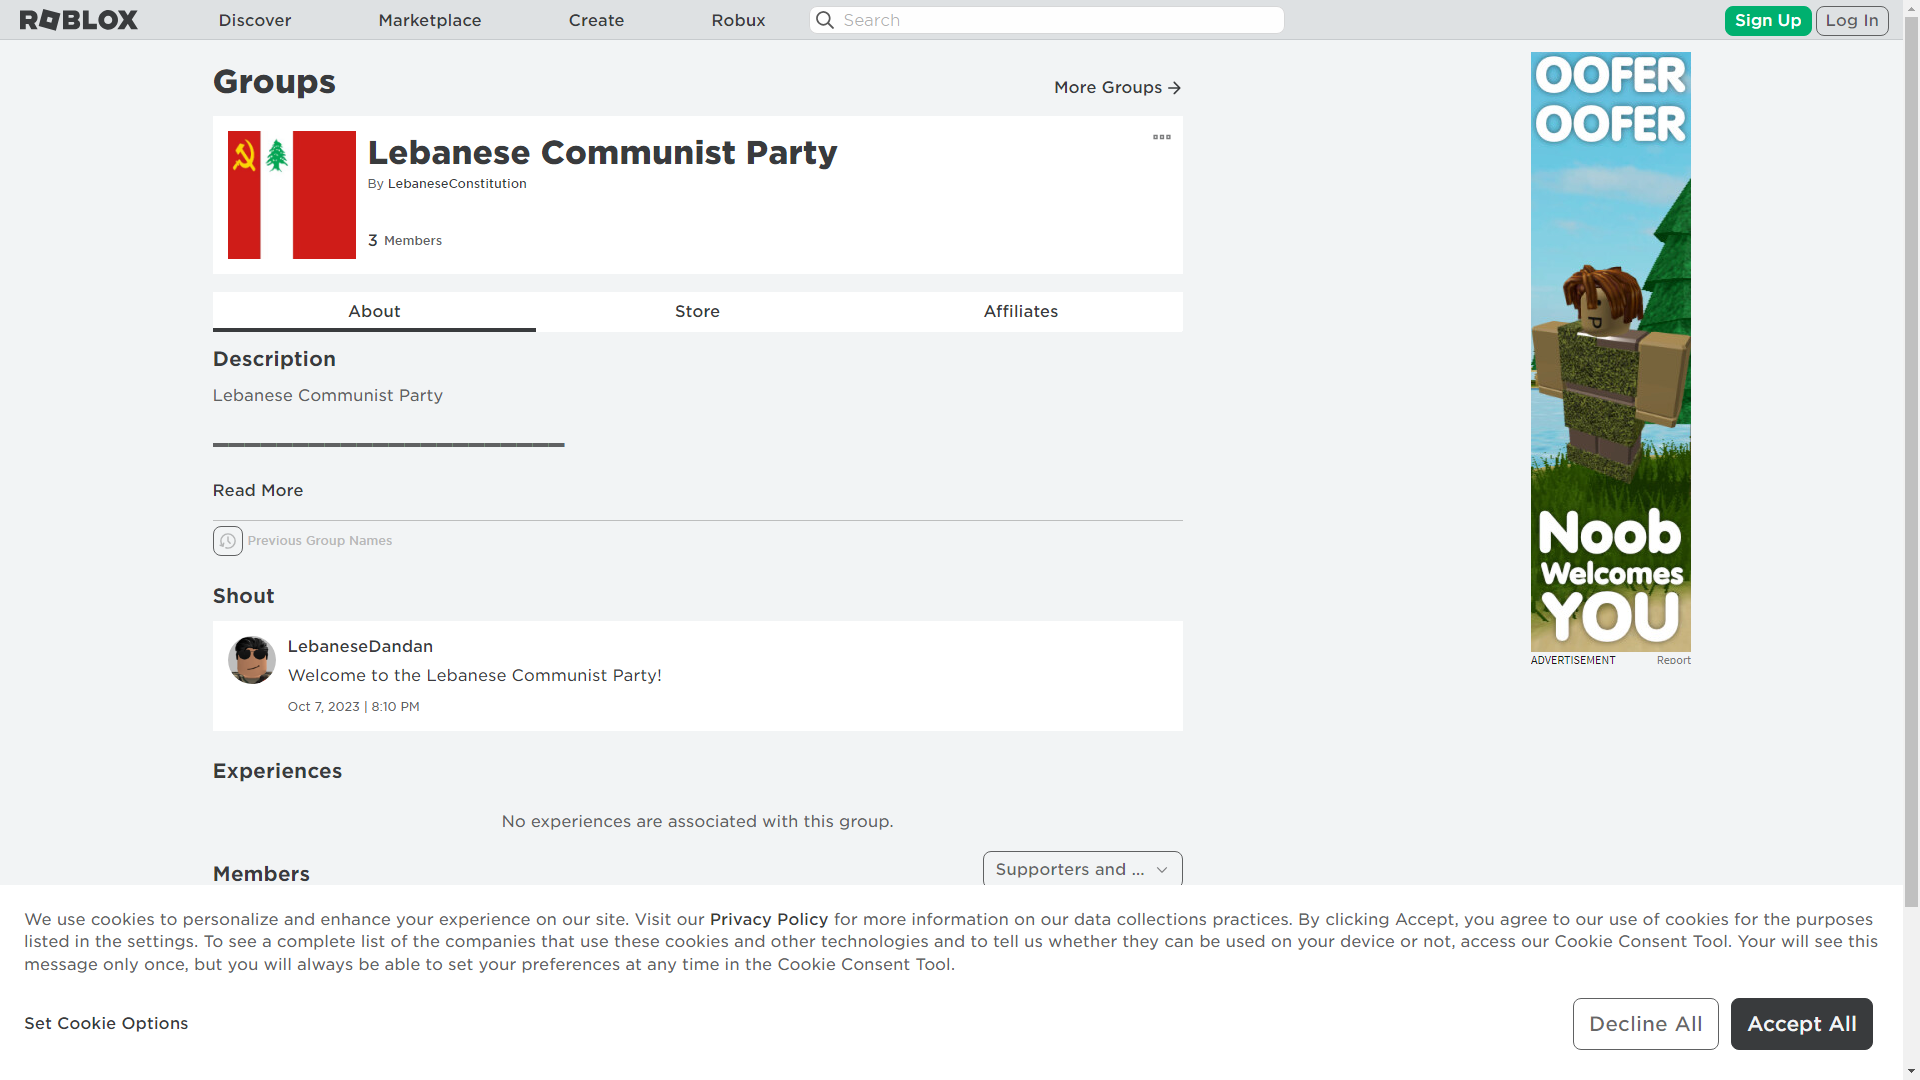 ROBLOX Discover Marketplace Create Robux Search Sign Up Log In
Groups
More Groups
Lebanese Communist Party
By LebaneseConstitution
3 Members
About Store Affiliates
Description
Lebanese Communist Party
Read More
Previous Group Names
Shout
LebaneseDandan
Welcome to the Lebanese Communist Party!
Oct 7, 2023 | 8:10 PM
Experiences
No experiences are associated with this group.
Members
Supporters and ...
OOFER
OOFER
Noob
Welcomes
YOU
ADVERTISEMENT Report
We use cookies to personalize and enhance your experience on our site. Visit our Privacy Policy for more information on our data collections practices. By clicking Accept, you agree to our use of cookies for the purposes
listed in the settings. To see a complete list of the companies that use these cookies and other technologies and to tell us whether they can be used on your device or not, access our Cookie Consent Tool. Your will see this
message only once, but you will always be able to set your preferences at any time in the Cookie Consent Tool.
Set Cookie Options
Decline All
Accept All